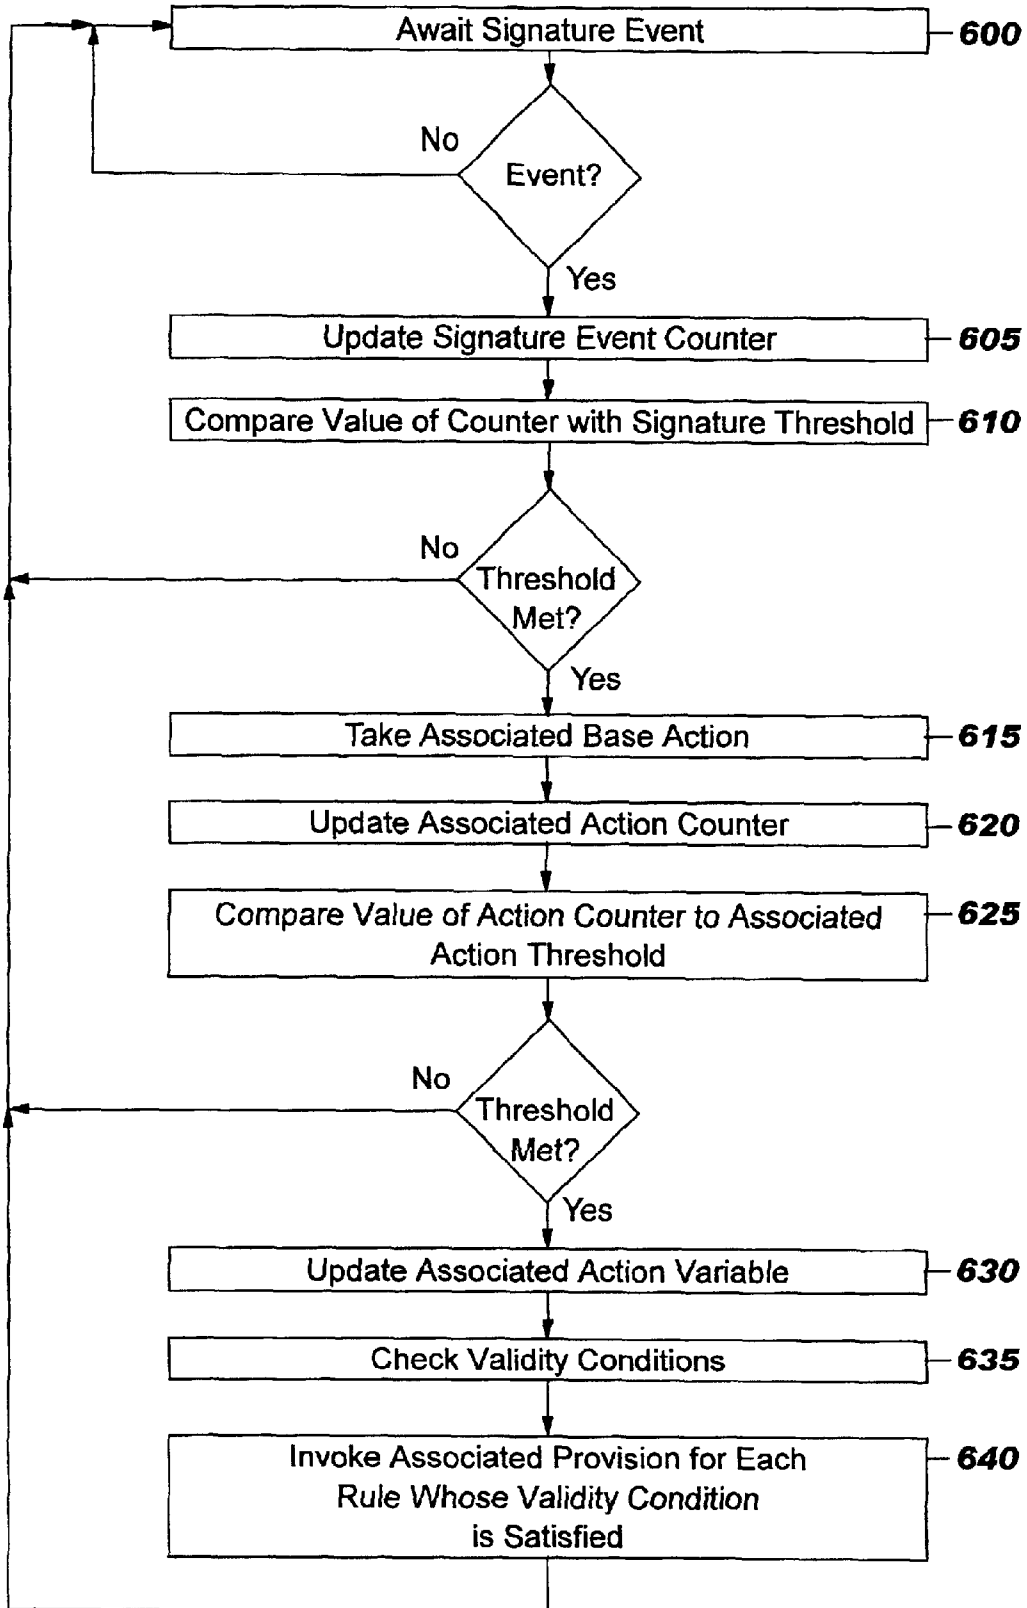 Await Signature Event
600
No
Event?
Yes
Update Signature Event Counter
605
Compare Value of Counter with Signature Threshold
610
No
Threshold
Met?
Yes
Take Associated Base Action
615
Update Associated Action Counter
620
Compare Value of Action Counter to Associated
Action Threshold
625
No
Threshold
Met?
Yes
Update Associated Action Variable
630
Check Validity Conditions
635
Invoke Associated Provision for Each
Rule Whose Validity Condition
is Satisfied
640